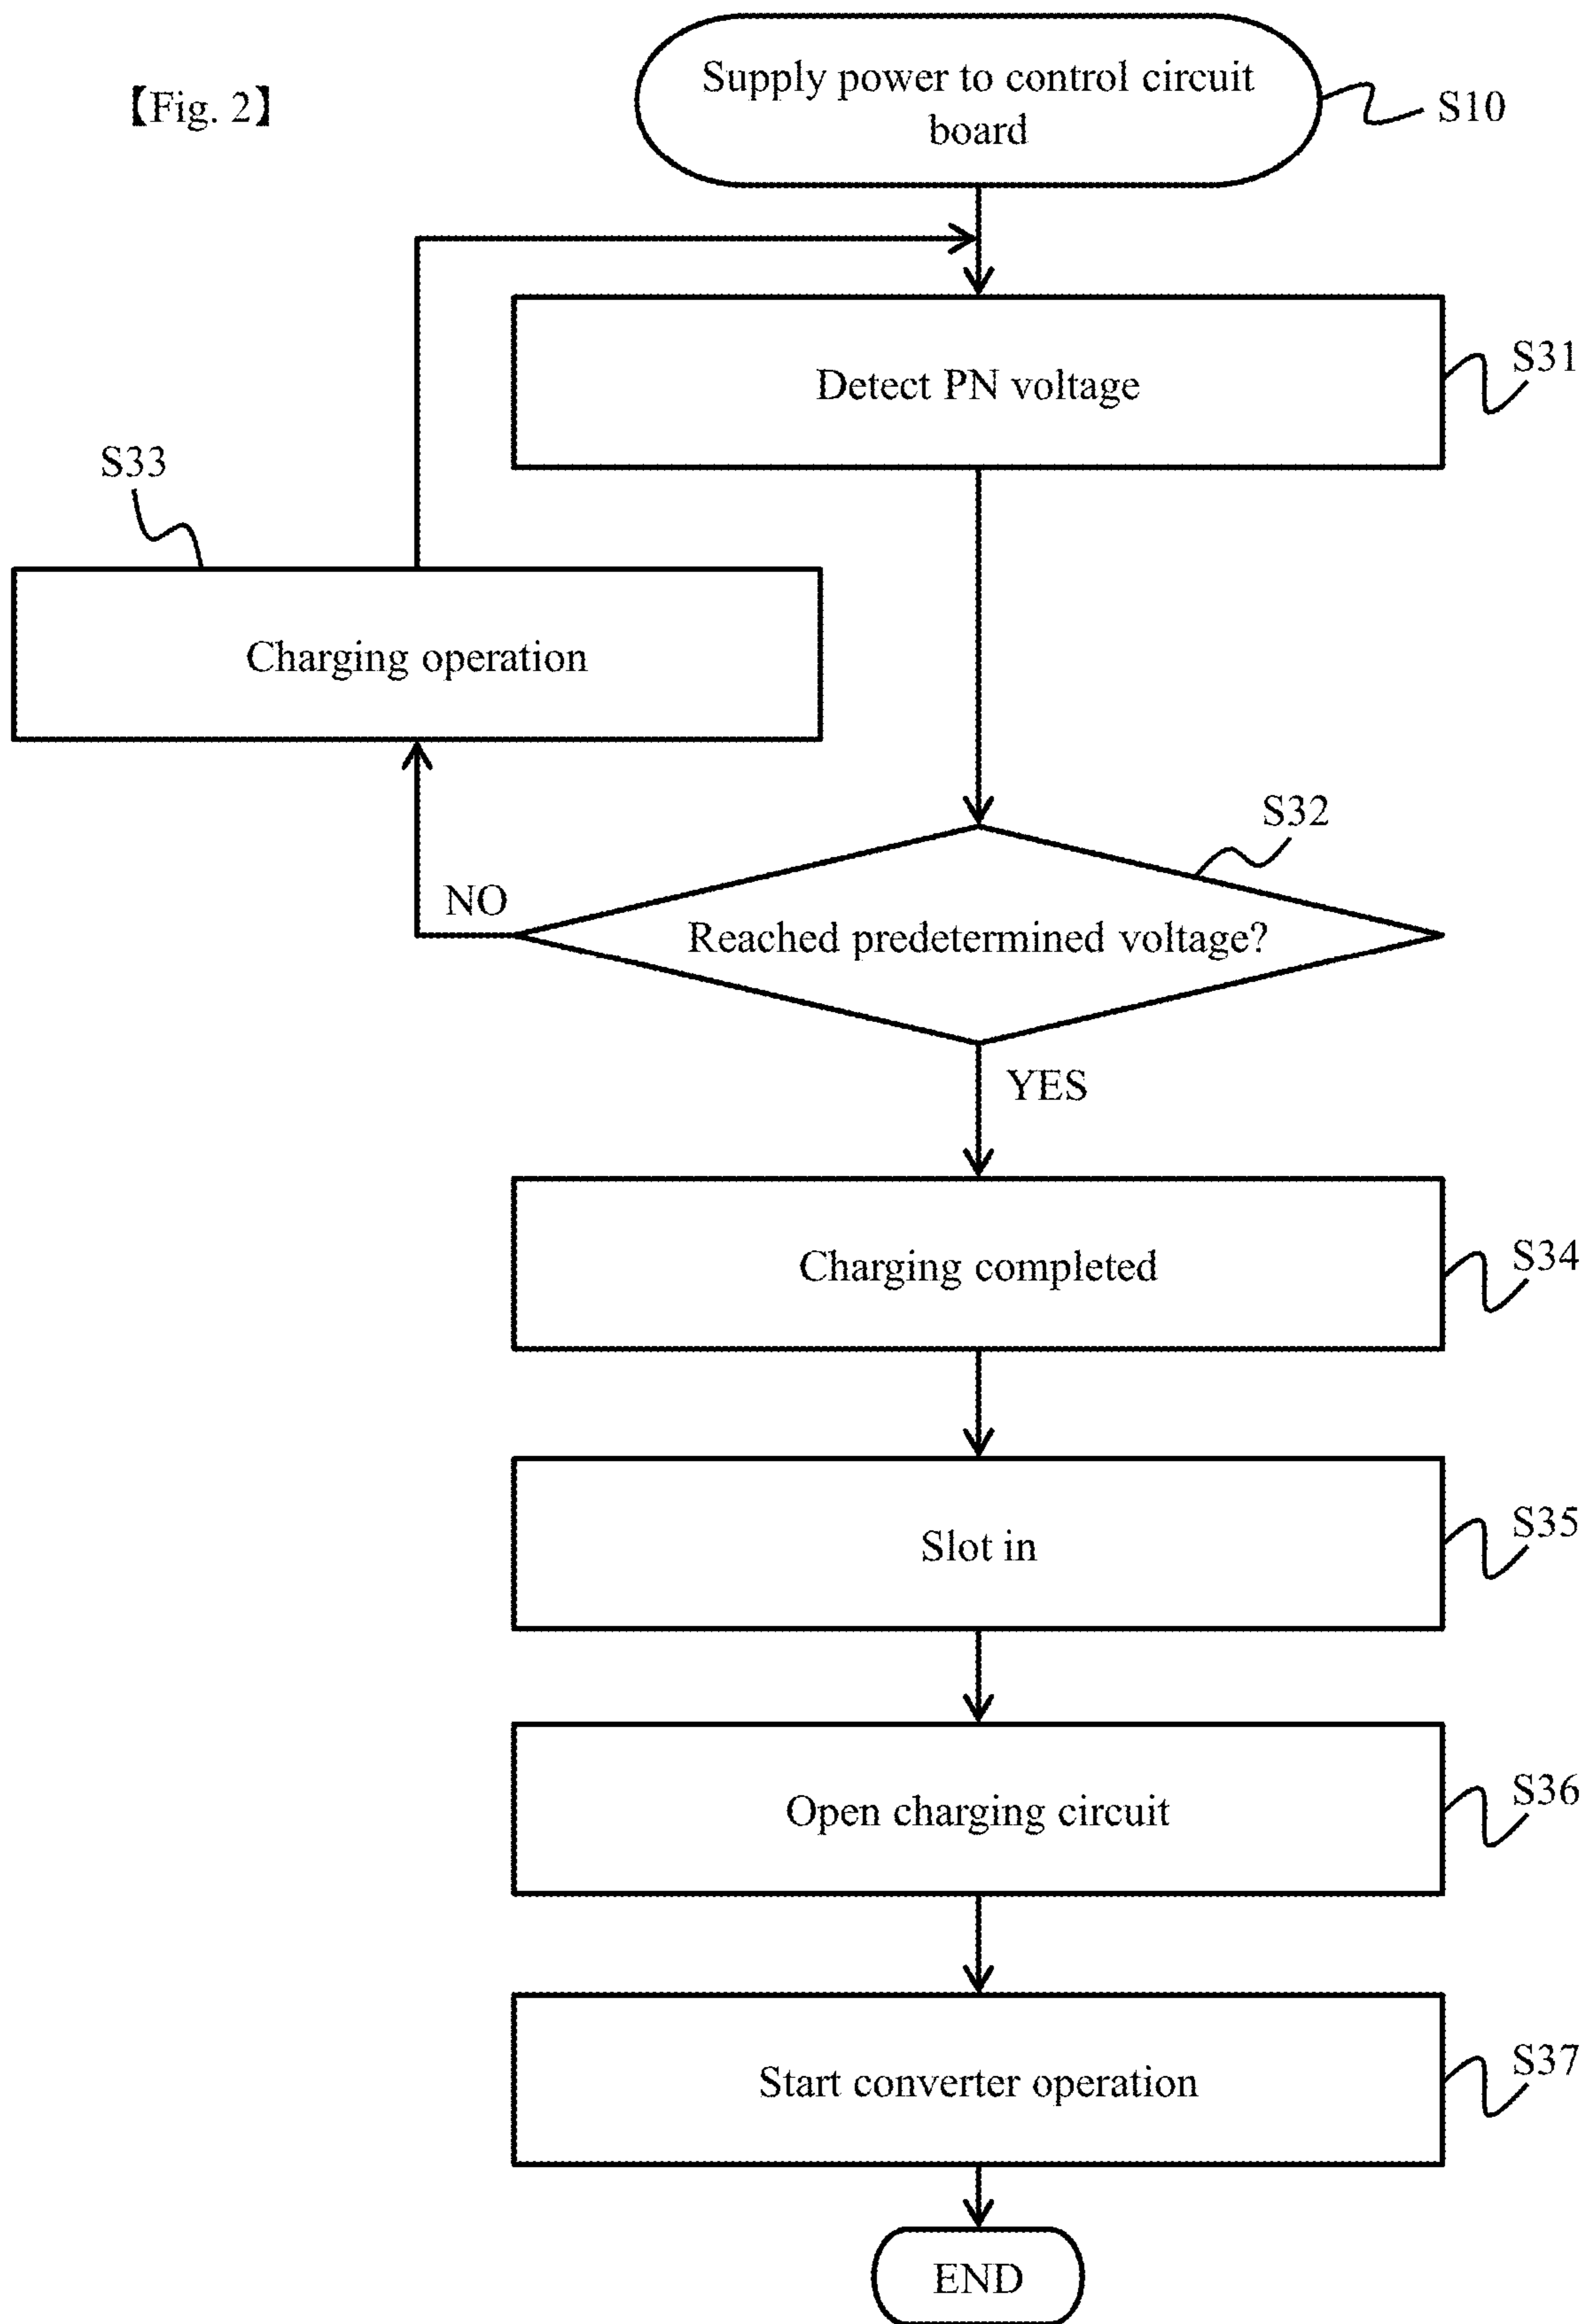 【Fig. 2】
Supply power to control circuit
board
S10
Detect PN voltage
S31
S33
Charging operation
S32
NO
Reached predetermined voltage?
YES
Charging completed
S34
Slot in
S35
Open charging circuit
S36
Start converter operation
S37
END